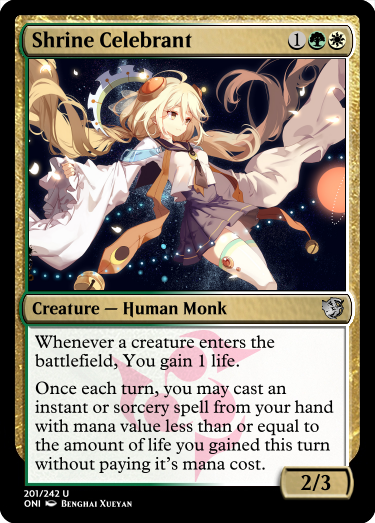 Shrine Celebrant 1
Creature — Human Monk
Whenever a creature enters the
battlefield, You gain 1 life.
Once each turn, you may cast an
instant or sorcery spell from your hand
with mana value less than or equal to
the amount of life you gained this turn
without paying it's mana cost.
2/3
201/242 U
ONI Benghai Xueyan